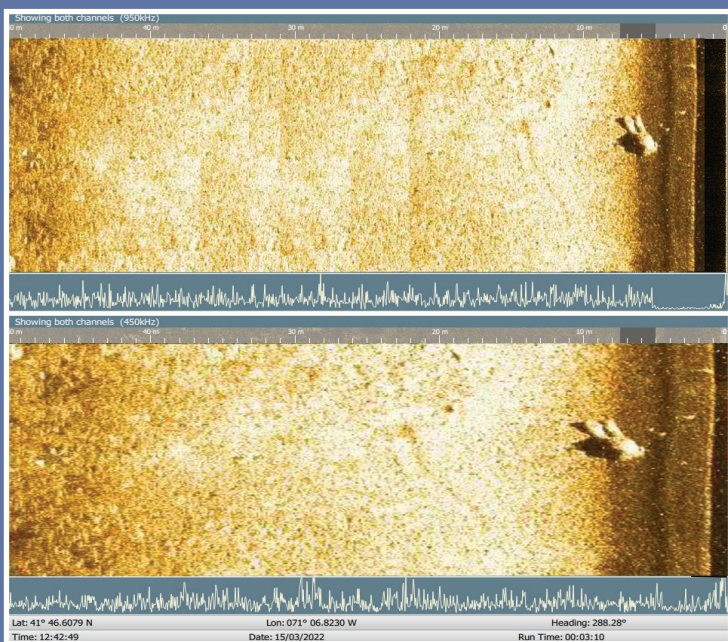 Showing both channels (950kHz)
0 m 40 m 30 m 20 m 10 m 0
Showing both channels (450kHz)
0 m 40 m 30 m 20 m 10 m 0
Lat: 41° 46.6079 N Lon: 071° 06.8230 W Heading: 288.28°
Time: 12:42:49 Date: 15/03/2022 Run Time: 00:03:10